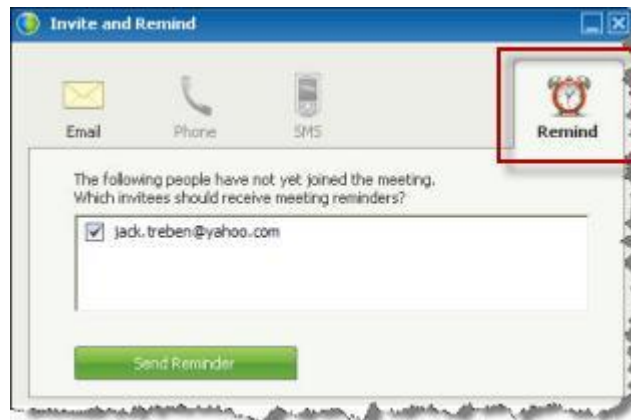 Invite and Remind
Email Phone SMS Remind
The following people have not yet joined the meeting.
Which invitees should receive meeting reminders?
jack.treben@yahoo.com
Send Reminder